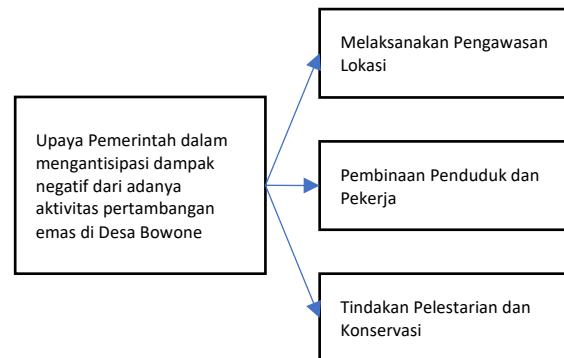 Upaya Pemerintah dalam
mengantisipasi dampak
negatif dari adanya
aktivitas pertambangan
emas di Desa Bowone
Melaksanakan Pengawasan
Lokasi
Pembinaan Penduduk dan
Pekerja
Tindakan Pelestarian dan
Konservasi